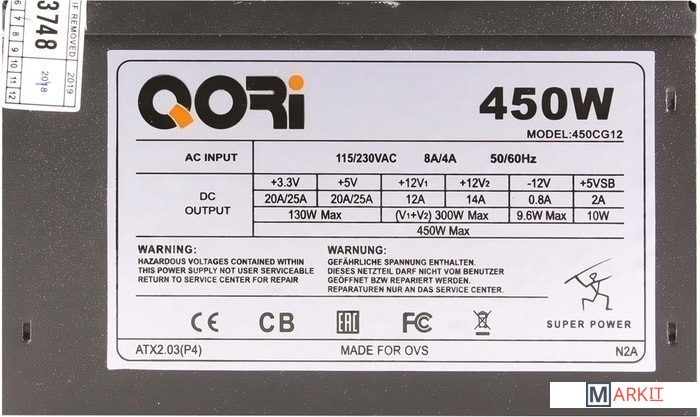 3748
IF REMOVED
6 7 8 9 10 11 12
2018 2019
QORi
450W
MODEL:450CG12
AC INPUT 115/230VAC 8A/4A 50/60Hz
DC OUTPUT
+3.3V +5V +12V1 +12V2 -12V +5VSB
20A/25A 20A/25A 12A 14A 0.8A 2A
130W Max (V1+V2) 300W Max 9.6W Max 10W
450W Max
WARNING:
HAZARDOUS VOLTAGES CONTAINED WITHIN
THIS POWER SUPPLY NOT USER SERVICEABLE
RETURN TO SERVICE CENTER FOR REPAIR
WARNUNG:
GEFÄHRLICHE SPANNUNG ENTHALTEN.
DIESES NETZTEIL DARF NICHT VOM BENUTZER
GEÖFFNET BZW REPARIERT WERDEN.
REPARATUREN NUR AN DAS SERVICE CENTER.
CE CB EAC FC
SUPER POWER
ATX2.03(P4) MADE FOR OVS N2A
MARKIT